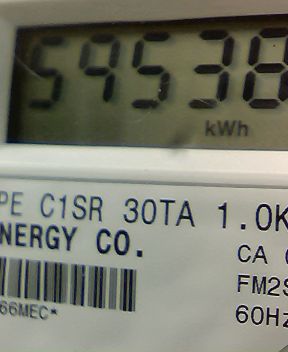 59538
kWh
PE C1SR 30TA 1.0K
NERGY CO.
CA
FM2S
66MEC*
60Hz